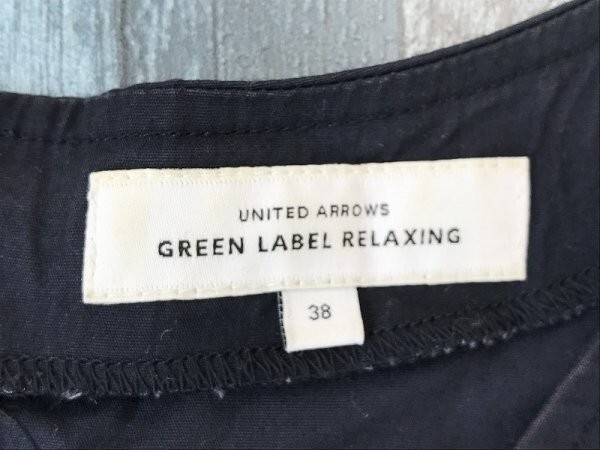 UNITED ARROWS
GREEN LABEL RELAXING
38